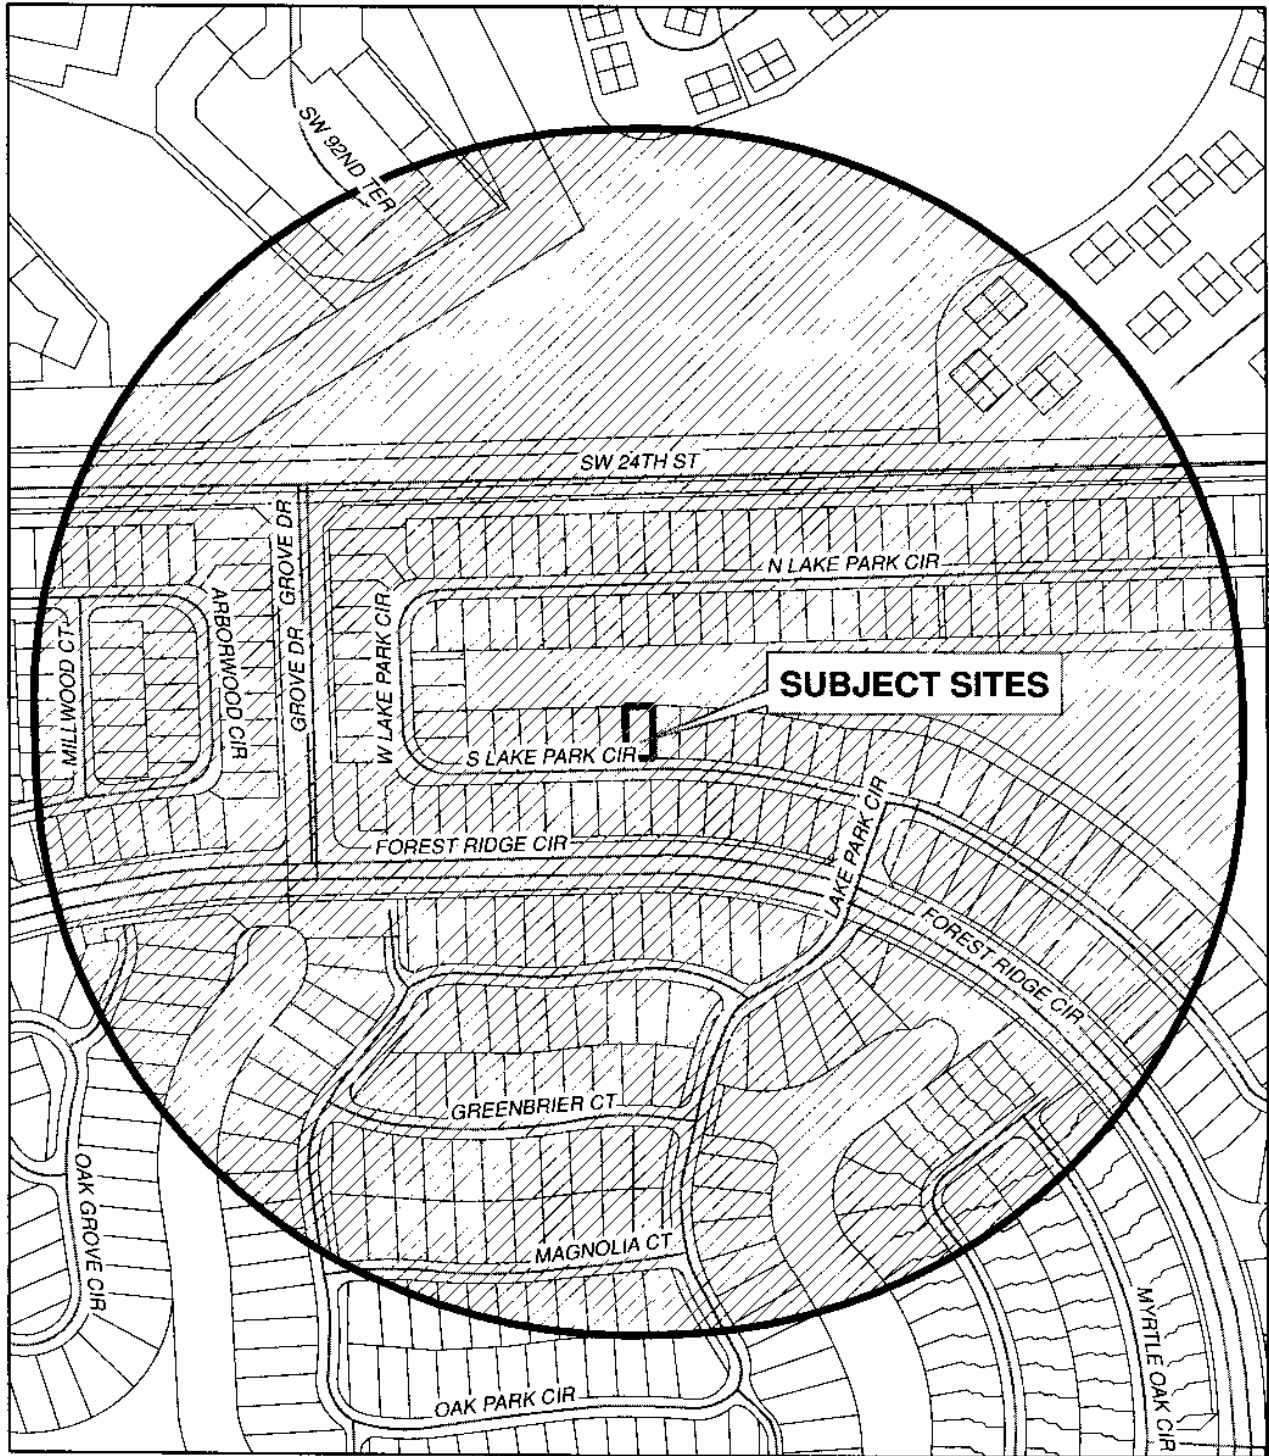 SW 92ND TER
SW 24TH ST
GROVE DR
N LAKE PARK CIR
ARBORWOOD CIR
W LAKE PARK CIR
MILLWOOD CT
GROVE DR
SUBJECT SITES
S LAKE PARK CIR
LAKE PARK CIR
FOREST RIDGE CIR
FOREST RIDGE CIR
GREENBRIER CT
OAK GROVE CIR
MAGNOLIA CT
MYRTLE OAK CIR
OAK PARK CIR